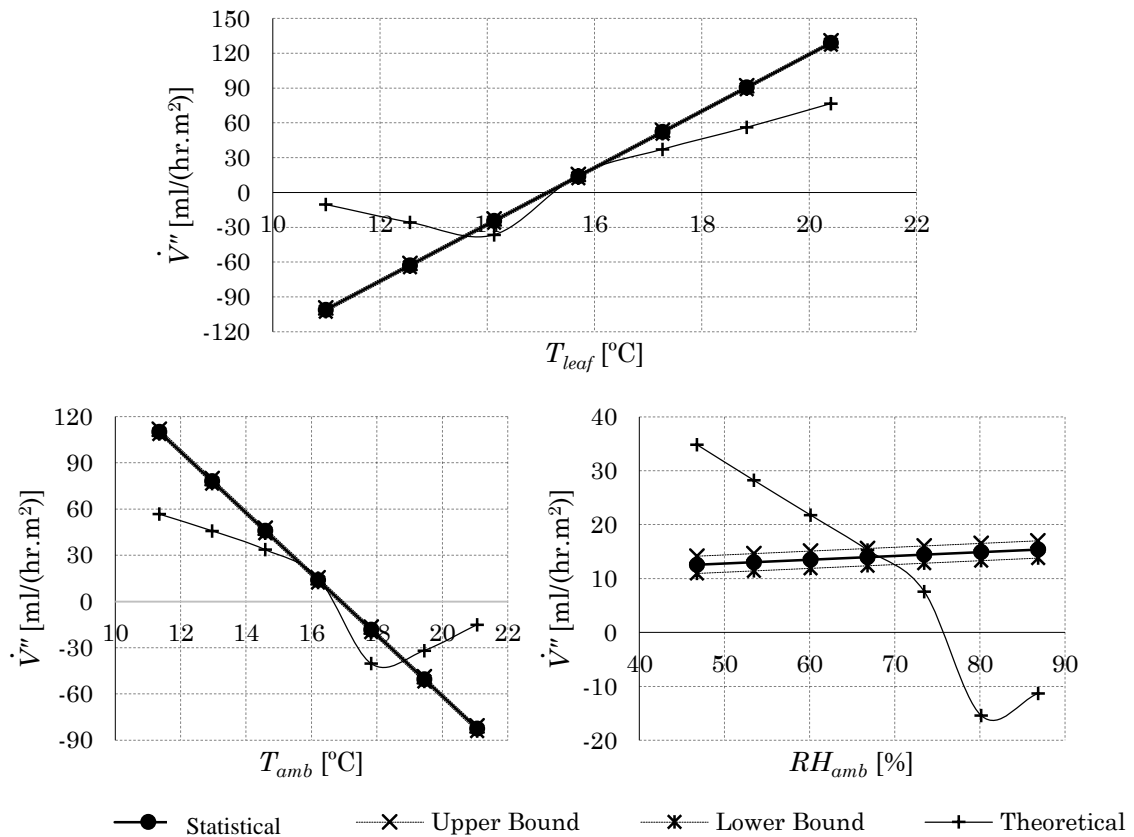 150
120
90
60
30
0
-30
-60
-90
-120
10 12 14 16 18 20 22
V̇″ [ml/(hr.m²)]
T_leaf [ºC]
120
90
60
30
0
-30
-60
-90
10 12 14 16 18 20 22
V̇″ [ml/(hr.m²)]
T_amb [ºC]
40
30
20
10
0
-10
-20
40 50 60 70 80 90
V̇″ [ml/(hr.m²)]
RH_amb [%]
Statistical Upper Bound Lower Bound Theoretical